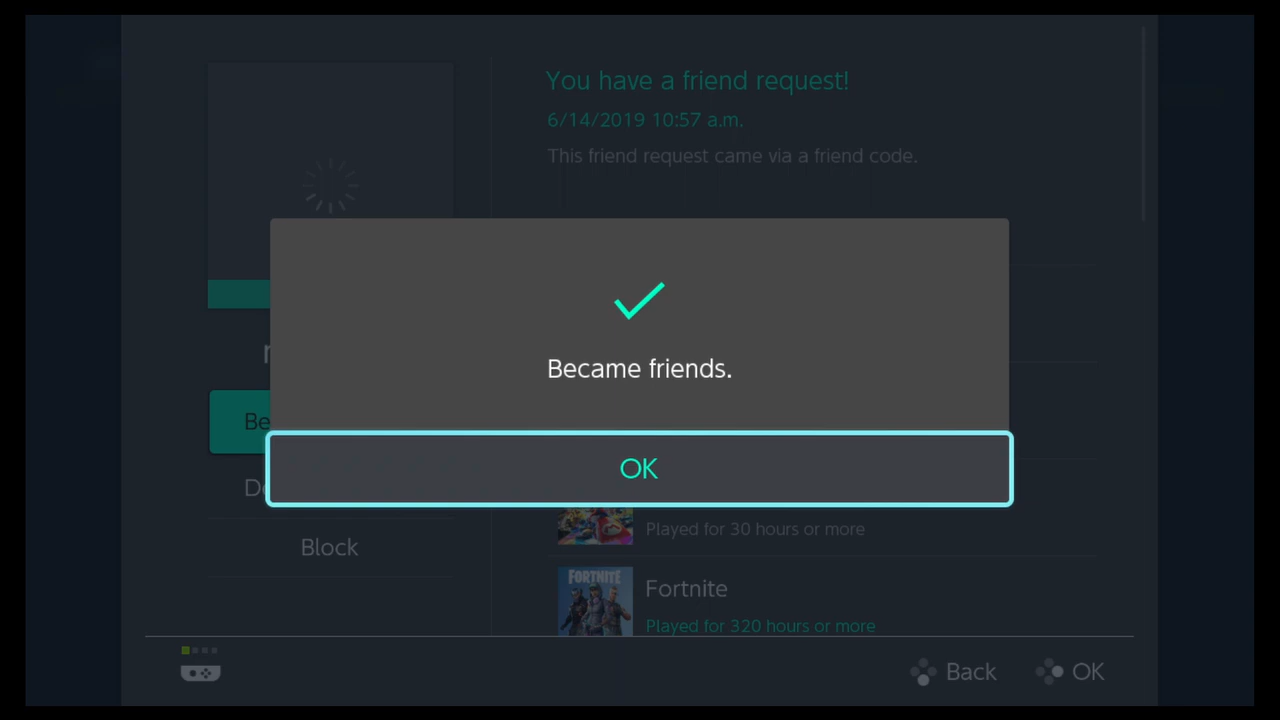 You have a friend request!
6/14/2019 10:57 a.m.
This friend request came via a friend code.
Became friends.
OK
Block
Played for 30 hours or more
FORTNITE
Fortnite
Played for 320 hours or more
Back
OK